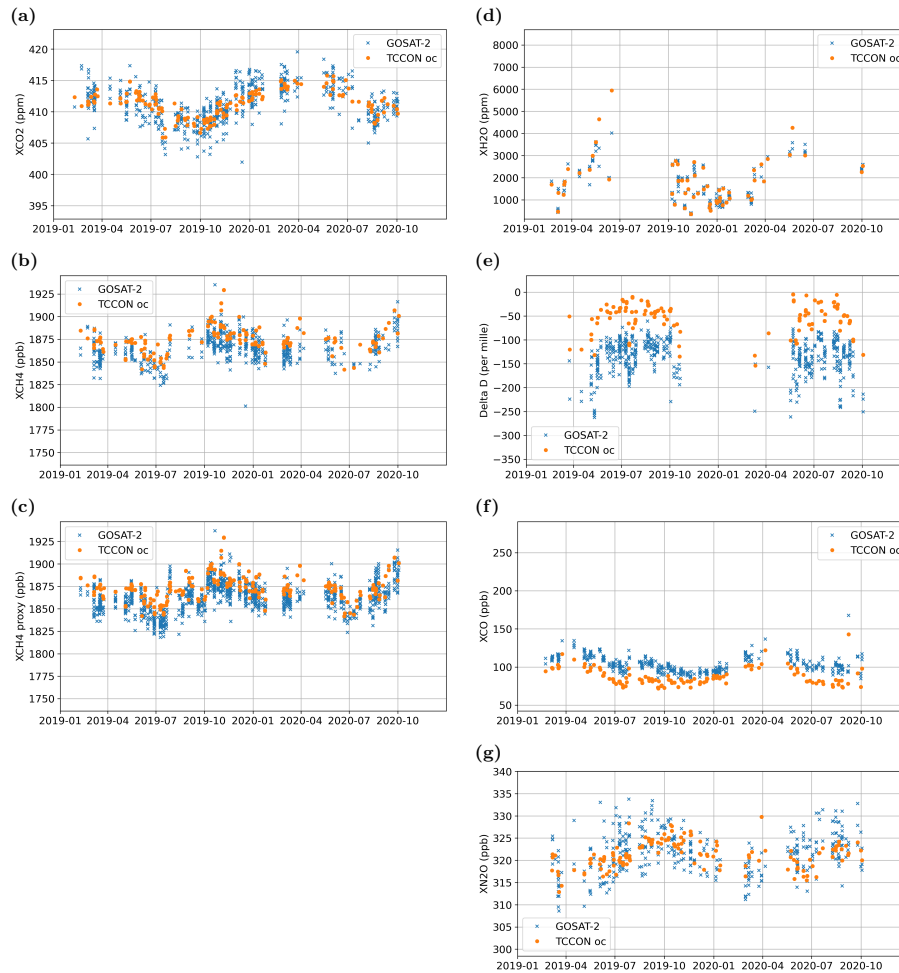 (a)
XCO2 (ppm)
420
415
410
405
400
395
GOSAT-2
TCCON oc
2019-01 2019-04 2019-07 2019-10 2020-01 2020-04 2020-07 2020-10
(b)
XCH4 (ppb)
1925
1900
1875
1850
1825
1800
1775
1750
GOSAT-2
TCCON oc
2019-01 2019-04 2019-07 2019-10 2020-01 2020-04 2020-07 2020-10
(c)
XCH4 proxy (ppb)
1925
1900
1875
1850
1825
1800
1775
1750
GOSAT-2
TCCON oc
2019-01 2019-04 2019-07 2019-10 2020-01 2020-04 2020-07 2020-10
(d)
XH2O (ppm)
8000
7000
6000
5000
4000
3000
2000
1000
GOSAT-2
TCCON oc
2019-01 2019-04 2019-07 2019-10 2020-01 2020-04 2020-07 2020-10
(e)
Delta D (per mille)
0
−50
−100
−150
−200
−250
−300
−350
GOSAT-2
TCCON oc
2019-01 2019-04 2019-07 2019-10 2020-01 2020-04 2020-07 2020-10
(f)
XCO (ppb)
250
200
150
100
50
GOSAT-2
TCCON oc
2019-01 2019-04 2019-07 2019-10 2020-01 2020-04 2020-07 2020-10
(g)
XN2O (ppb)
340
335
330
325
320
315
310
305
300
GOSAT-2
TCCON oc
2019-01 2019-04 2019-07 2019-10 2020-01 2020-04 2020-07 2020-10